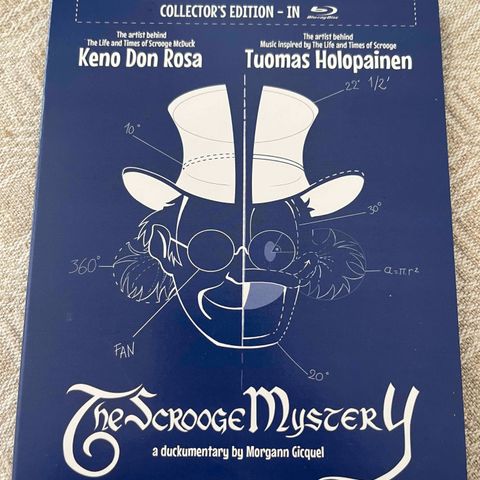 COLLECTOR'S EDITION - IN Blu-ray Disc
The artist behind
The Life and Times of Scrooge McDuck
Keno Don Rosa
The artist behind
Music inspired by The Life and Times of Scrooge
Tuomas Holopainen
22° 1/2'
10°
30°
360°
a=πr²
FAN
20°
The Scrooge Mystery
a duckumentary by Morgann Gicquel